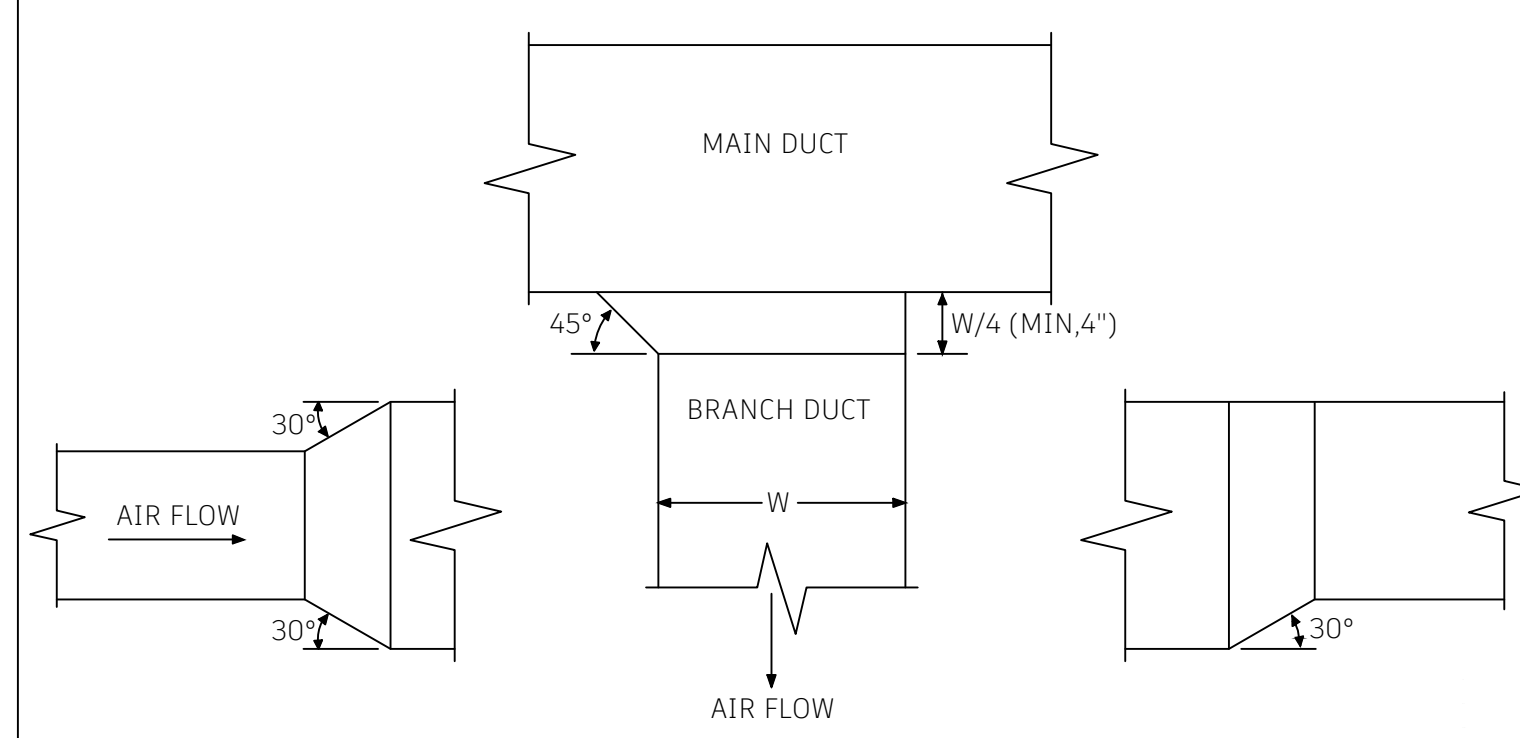 MAIN DUCT
45°
W/4 (MIN,4")
BRANCH DUCT
30°
W
AIR FLOW
30°
30°
AIR FLOW